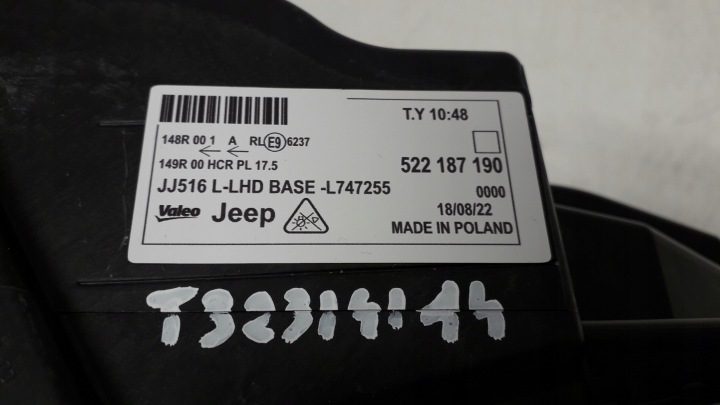 T.Y 10:48
148R 00 1 A RL E9 6237
149R 00 HCR PL 17.5
522 187 190
JJ516 L-LHD BASE -L747255
0000
Valeo Jeep
18/08/22
MADE IN POLAND